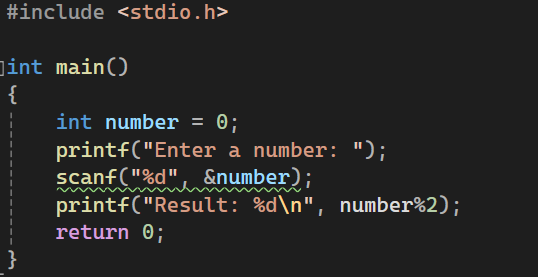 #include <stdio.h>
int main()
{
int number = 0;
printf("Enter a number: ");
scanf("%d", &number);
printf("Result: %d\n", number%2);
return 0;
}